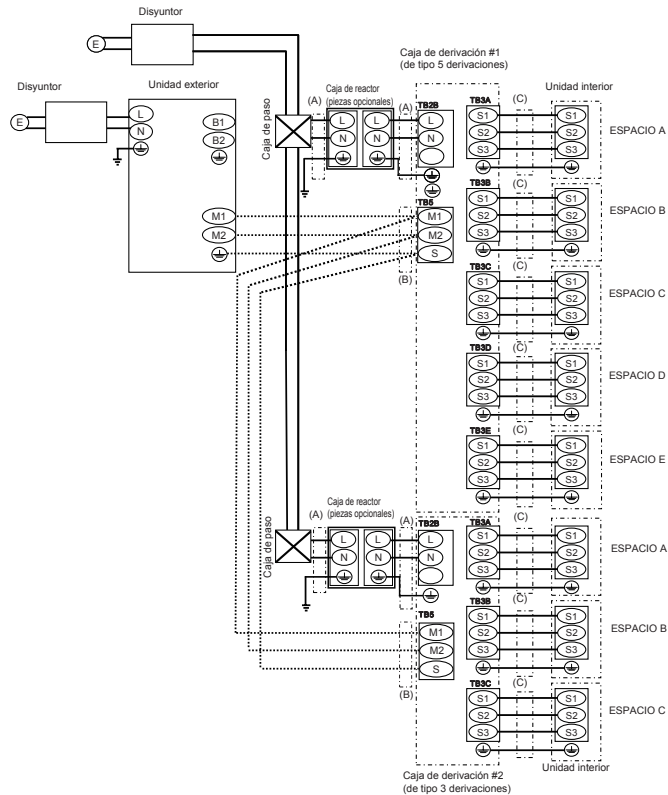 Disyuntor
E
Disyuntor
E
Unidad exterior
L
N
B1
B2
M1
M2
Caja de paso
(A)
Caja de reactor
(piezas opcionales)
L
N
L
N
(A)
Caja de derivación #1
(de tipo 5 derivaciones)
TB2B
L
N
TB5
M1
M2
S
(B)
Unidad interior
TB3A
S1
S2
S3
(C)
S1
S2
S3
ESPACIO A
TB3B
S1
S2
S3
(C)
S1
S2
S3
ESPACIO B
TB3C
S1
S2
S3
(C)
S1
S2
S3
ESPACIO C
TB3D
S1
S2
S3
(C)
S1
S2
S3
ESPACIO D
TB3E
S1
S2
S3
(C)
S1
S2
S3
ESPACIO E
Caja de paso
(A)
Caja de reactor
(piezas opcionales)
L
N
L
N
(A)
TB2B
L
N
TB5
M1
M2
S
(B)
TB3A
S1
S2
S3
(C)
S1
S2
S3
ESPACIO A
TB3B
S1
S2
S3
(C)
S1
S2
S3
ESPACIO B
TB3C
S1
S2
S3
(C)
S1
S2
S3
ESPACIO C
Unidad interior
Caja de derivación #2
(de tipo 3 derivaciones)